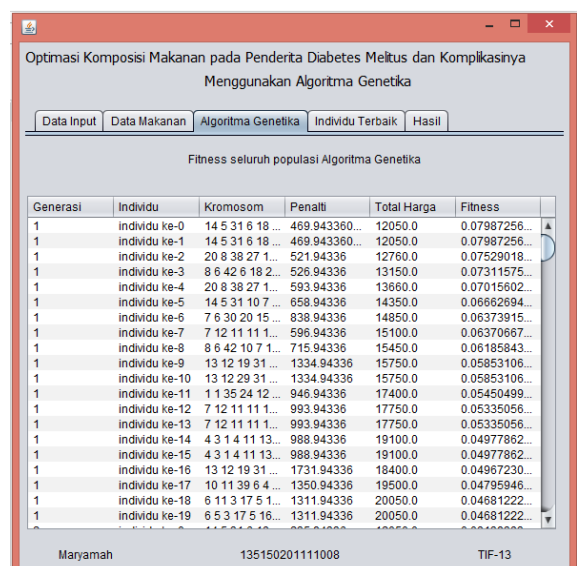 Optimasi Komposisi Makanan pada Penderita Diabetes Melitus dan Komplikasinya
Menggunakan Algoritma Genetika
Data Input Data Makanan Algoritma Genetika Individu Terbaik Hasil
Fitness seluruh populasi Algoritma Genetika
Generasi Individu Kromosom Penalti Total Harga Fitness
1 individu ke-0 14 5 31 6 18 ... 469.943360... 12050.0 0.07987256...
1 individu ke-1 14 5 31 6 18 ... 469.943360... 12050.0 0.07987256...
1 individu ke-2 20 8 38 27 1... 521.94336 12760.0 0.07529018...
1 individu ke-3 8 6 42 6 18 2... 526.94336 13150.0 0.07311575...
1 individu ke-4 20 8 38 27 1... 593.94336 13660.0 0.07015602...
1 individu ke-5 14 5 31 10 7 ... 658.94336 14350.0 0.06662694...
1 individu ke-6 7 6 30 20 15 ... 838.94336 14850.0 0.06373915...
1 individu ke-7 7 12 11 11 1... 596.94336 15100.0 0.06370667...
1 individu ke-8 8 6 42 10 7 1... 715.94336 15450.0 0.06185843...
1 individu ke-9 13 12 19 31 ... 1334.94336 15750.0 0.05853106...
1 individu ke-10 13 12 29 31 ... 1334.94336 15750.0 0.05853106...
1 individu ke-11 1 1 35 24 12 ... 946.94336 17400.0 0.05450499...
1 individu ke-12 7 12 11 11 1... 993.94336 17750.0 0.05335056...
1 individu ke-13 7 12 11 11 1... 993.94336 17750.0 0.05335056...
1 individu ke-14 4 3 1 4 11 13... 988.94336 19100.0 0.04977862...
1 individu ke-15 4 3 1 4 11 13... 988.94336 19100.0 0.04977862...
1 individu ke-16 13 12 19 31 ... 1731.94336 18400.0 0.04967230...
1 individu ke-17 10 11 39 6 4 ... 1350.94336 19500.0 0.04795946...
1 individu ke-18 6 11 3 17 5 1... 1311.94336 20050.0 0.04681222...
1 individu ke-19 6 5 3 17 5 16... 1311.94336 20050.0 0.04681222...
Maryamah 135150201111008 TIF-13